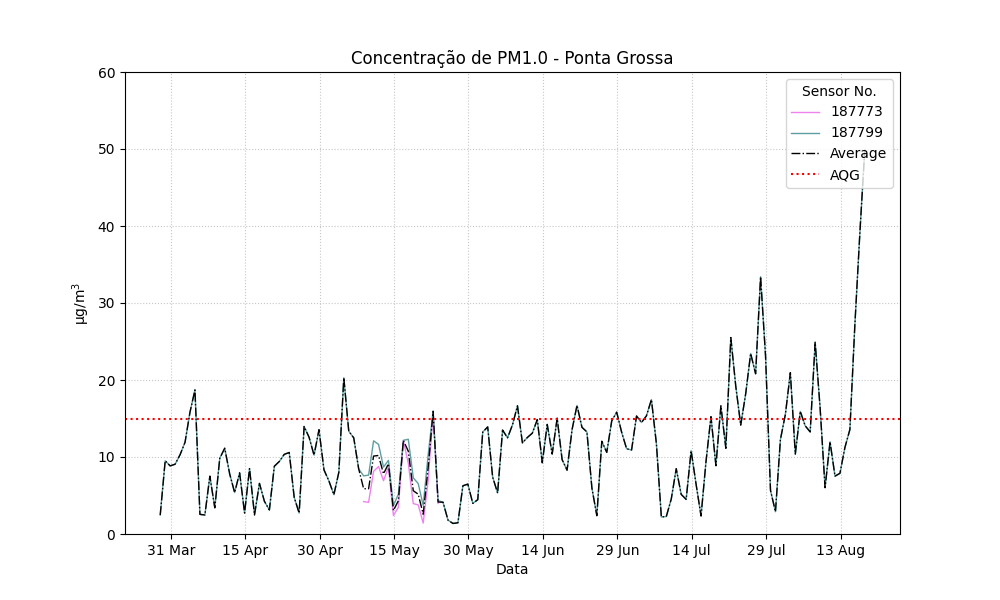 Concentração de PM1.0 - Ponta Grossa
60
50
40
30
20
10
0
µg/m³
Sensor No.
187773
187799
Average
AQG
31 Mar
15 Apr
30 Apr
15 May
30 May
14 Jun
29 Jun
14 Jul
29 Jul
13 Aug
Data